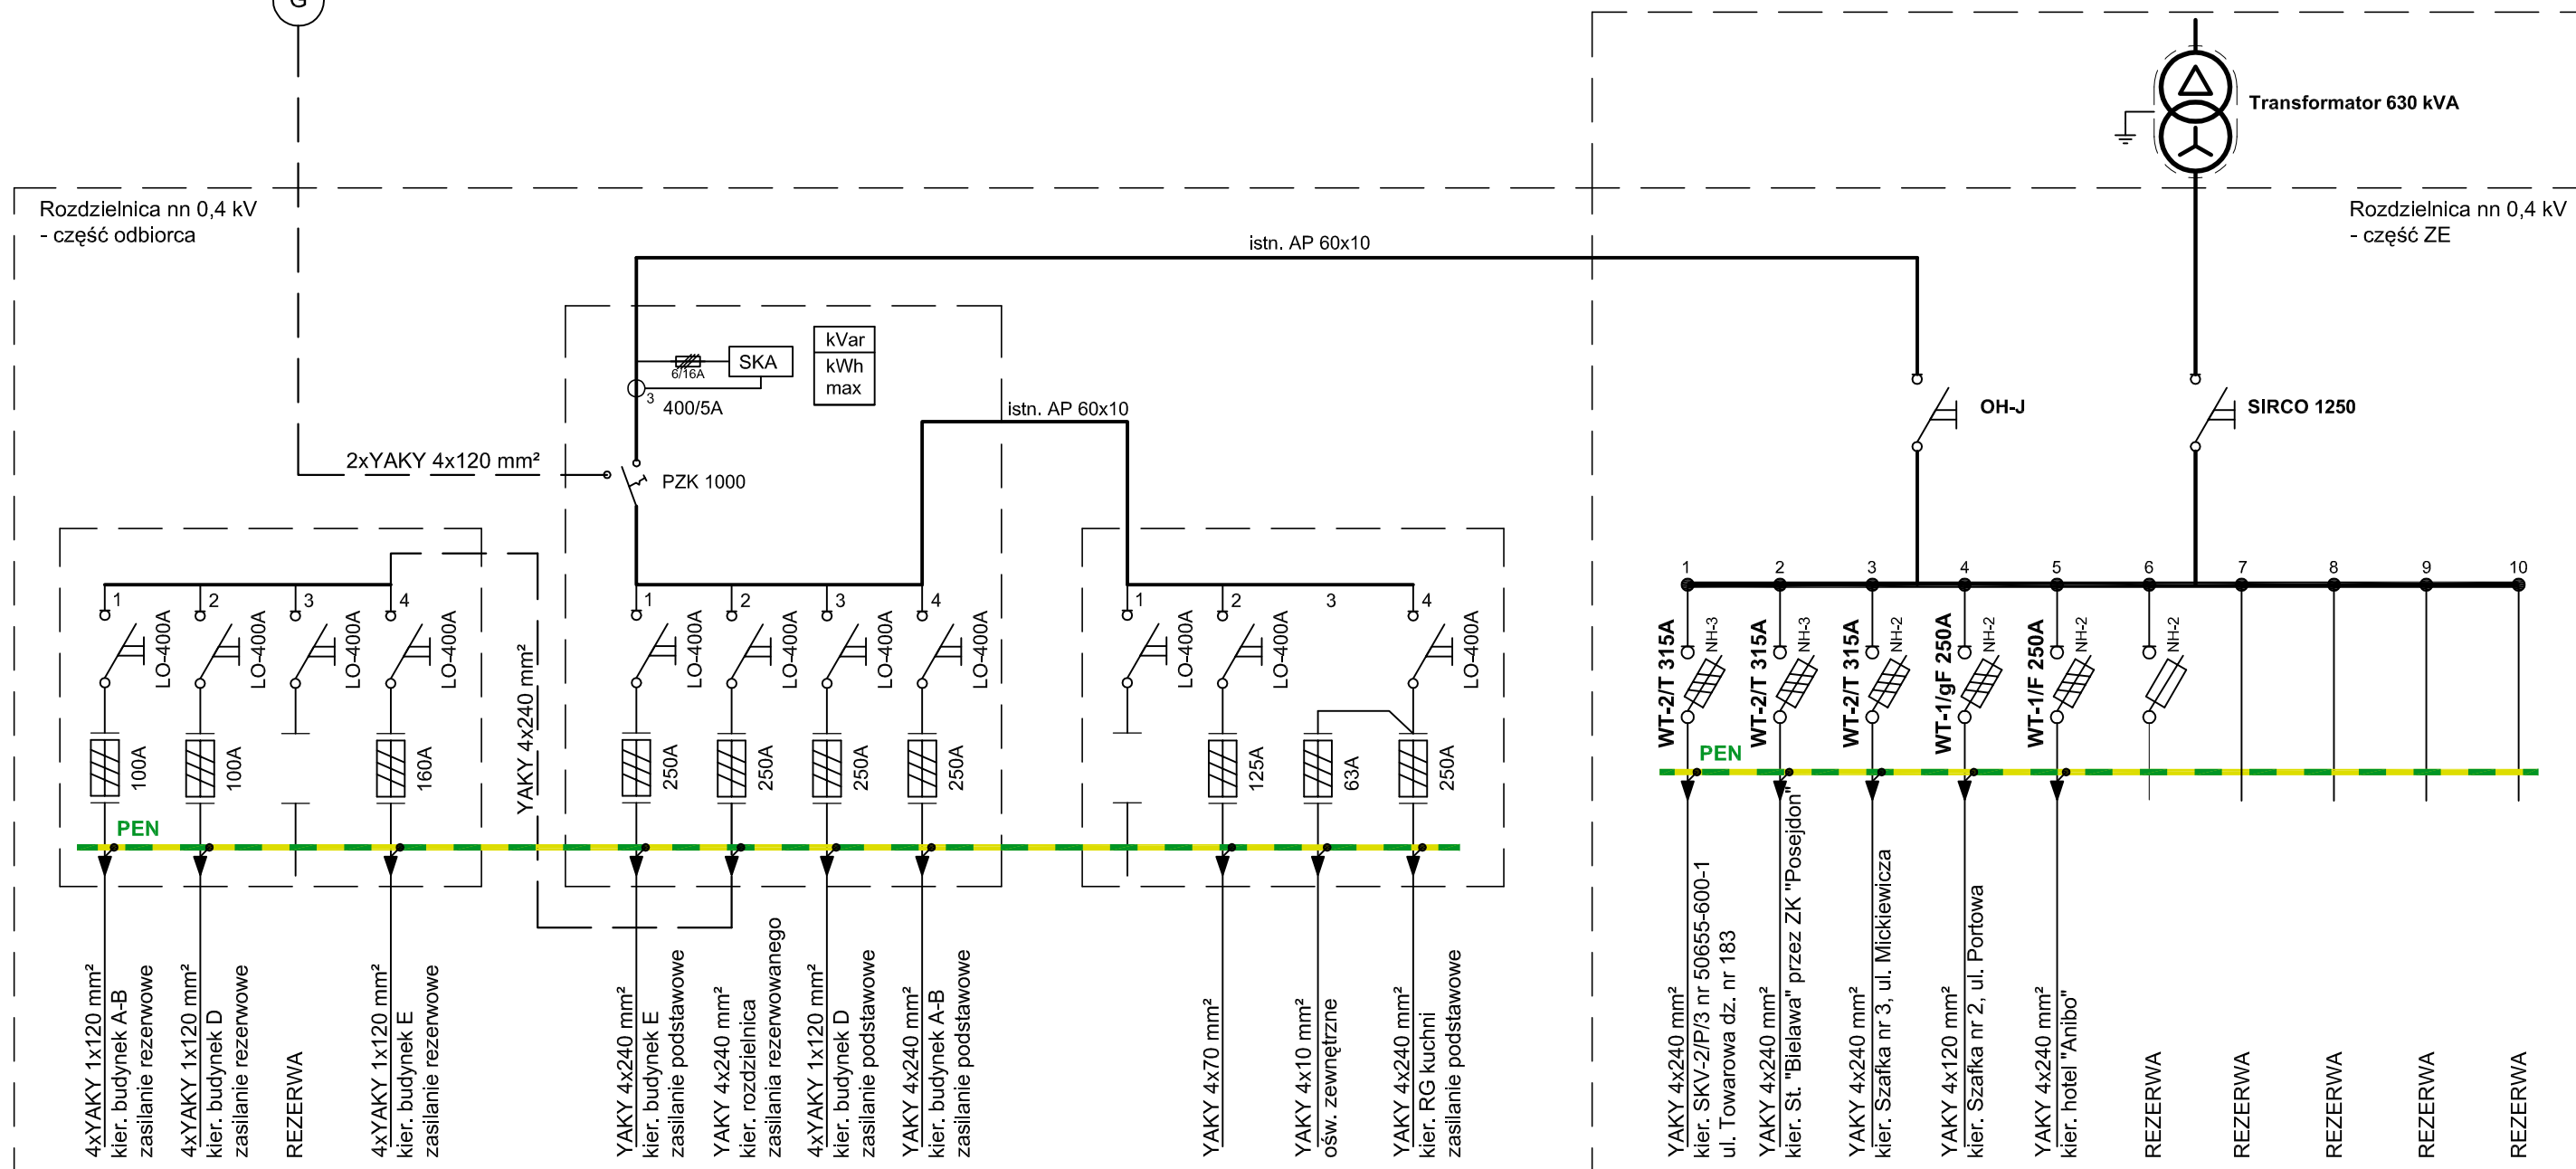 G
Transformator 630 kVA
Rozdzielnica nn 0,4 kV
- część odbiorca
Rozdzielnica nn 0,4 kV
- część ZE
istn. AP 60x10
kVar
kWh
max
SKA
6/16A
3
400/5A
istn. AP 60x10
OH-J
SIRCO 1250
2xYAKY 4x120 mm²
PZK 1000
1
2
3
4
LO-400A
LO-400A
LO-400A
LO-400A
100A
100A
160A
PEN
YAKY 4x240 mm²
1
2
3
4
LO-400A
LO-400A
LO-400A
LO-400A
250A
250A
250A
250A
1
2
3
4
LO-400A
LO-400A
LO-400A
125A
63A
250A
1
2
3
4
5
6
7
8
9
10
WT-2/T 315A
NH-3
WT-2/T 315A
NH-3
WT-2/T 315A
NH-2
WT-1/gF 250A
NH-2
WT-1/F 250A
NH-2
NH-2
PEN
4xYAKY 1x120 mm²
kier. budynek A-B
zasilanie rezerwowe
4xYAKY 1x120 mm²
kier. budynek D
zasilanie rezerwowe
REZERWA
4xYAKY 1x120 mm²
kier. budynek E
zasilanie rezerwowe
YAKY 4x240 mm²
kier. budynek E
zasilanie podstawowe
YAKY 4x240 mm²
kier. rozdzielnica
zasilania rezerwowanego
4xYAKY 1x120 mm²
kier. budynek D
zasilanie podstawowe
YAKY 4x240 mm²
kier. budynek A-B
zasilanie podstawowe
YAKY 4x70 mm²
YAKY 4x10 mm²
ośw. zewnętrzne
YAKY 4x240 mm²
kier. RG kuchni
zasilanie podstawowe
YAKY 4x240 mm²
kier. SKV-2/P/3 nr 50655-600-1
ul. Towarowa dz. nr 183
YAKY 4x240 mm²
kier. St. "Bielawa" przez ZK "Posejdon"
YAKY 4x240 mm²
kier. Szafka nr 3, ul. Mickiewicza
YAKY 4x120 mm²
kier. Szafka nr 2, ul. Portowa
YAKY 4x240 mm²
kier. hotel "Anibo"
REZERWA
REZERWA
REZERWA
REZERWA
REZERWA